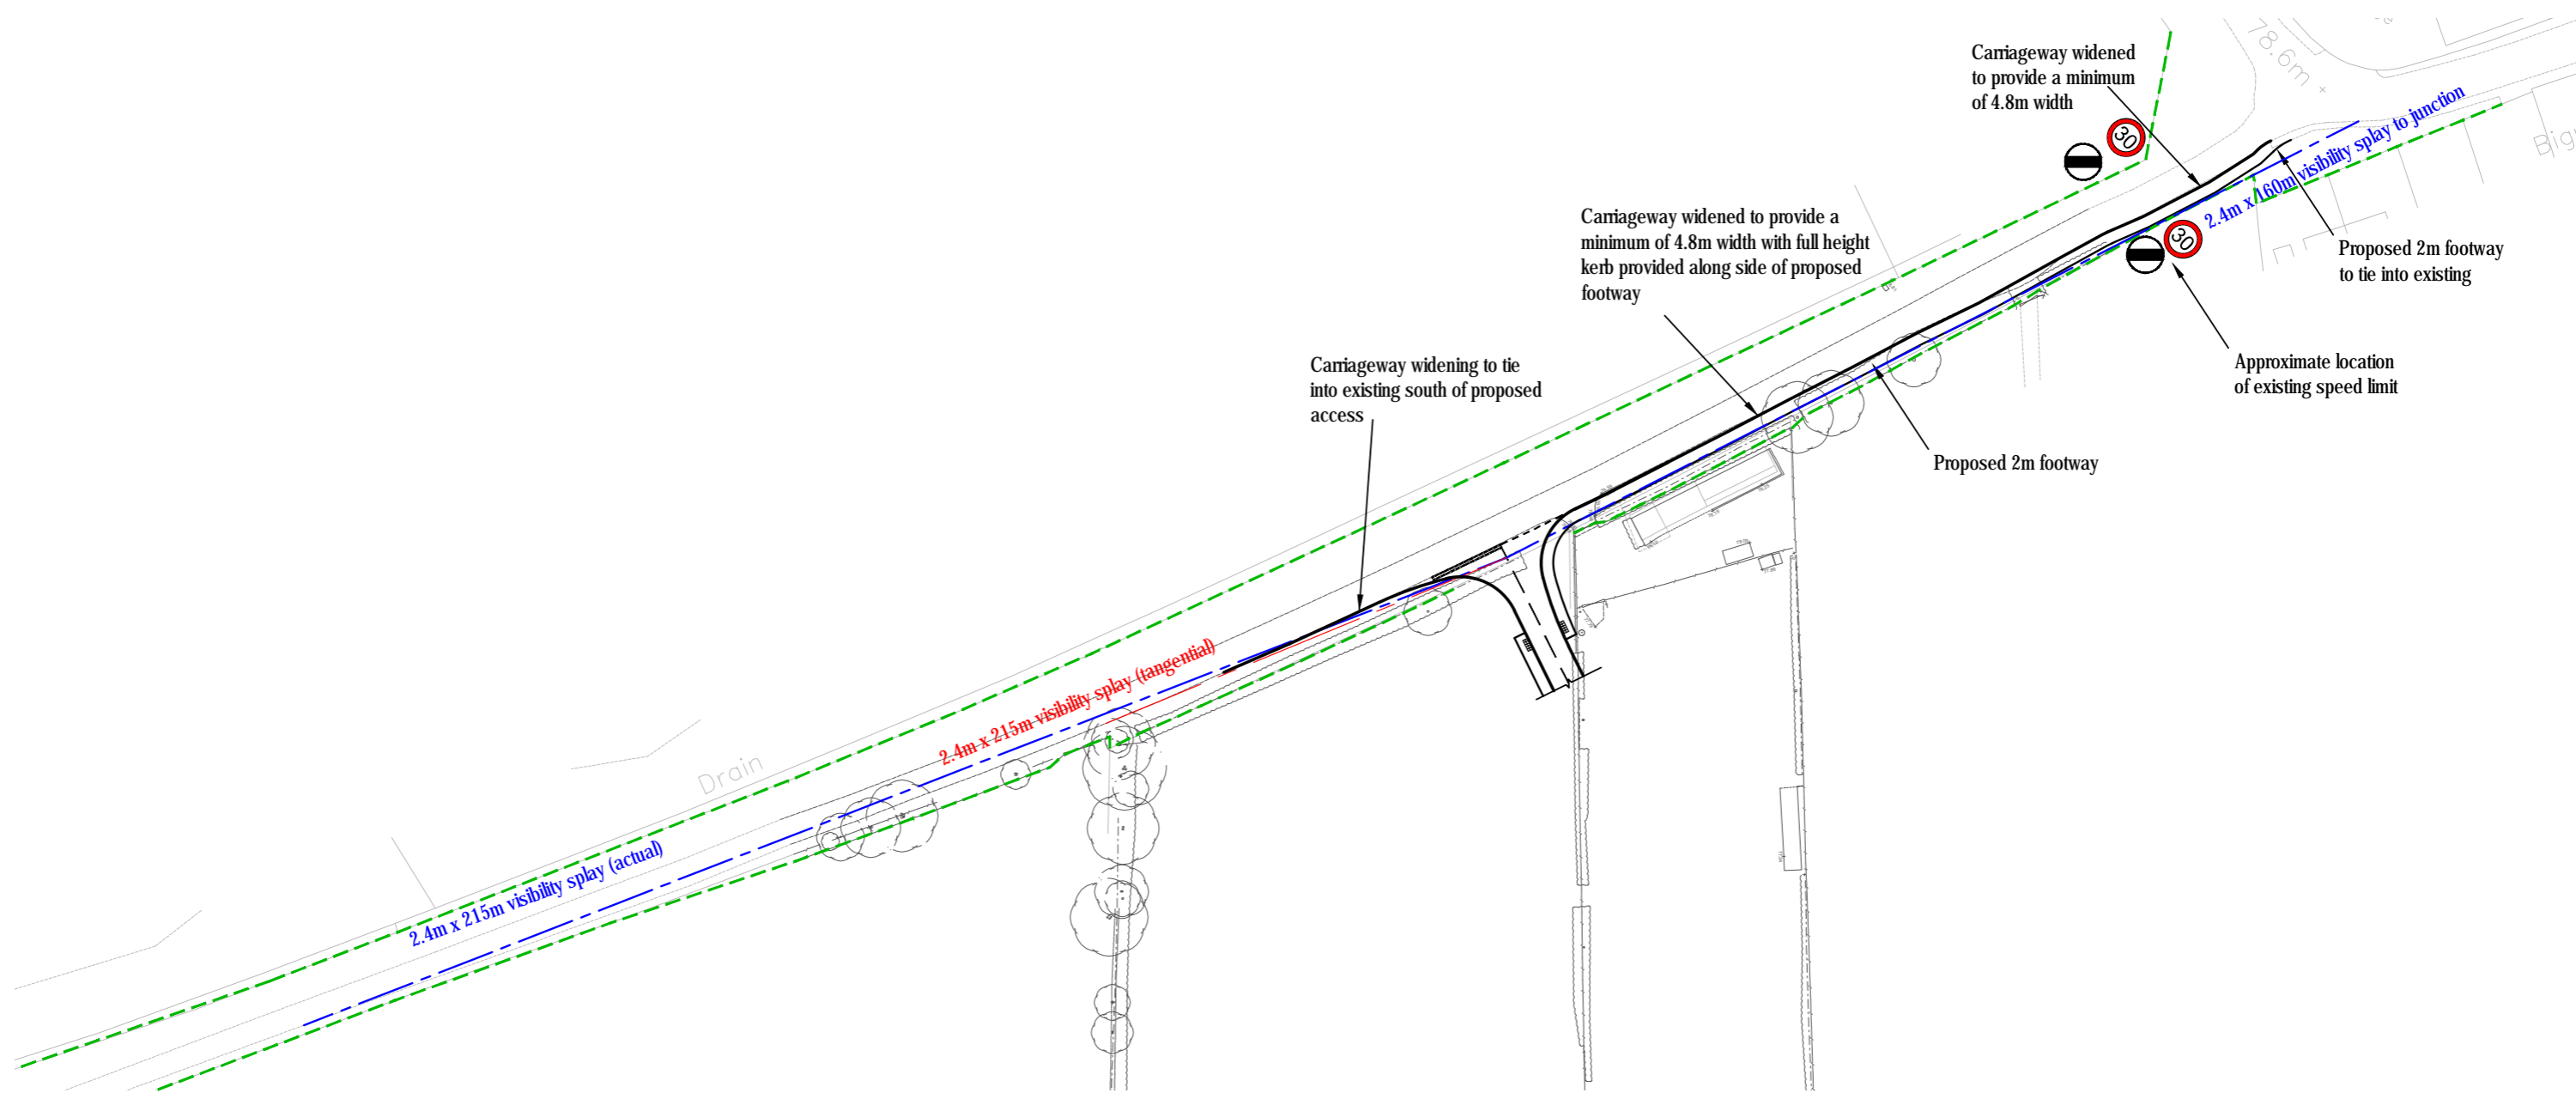 Carriageway widened
to provide a minimum
of 4.8m width
78.6m
30
2.4m x 160m visibility splay to junction
Big
Carriageway widened to provide a
minimum of 4.8m width with full height
kerb provided along side of proposed
footway
30
Proposed 2m footway
to tie into existing
Approximate location
of existing speed limit
Carriageway widening to tie
into existing south of proposed
access
Proposed 2m footway
2.4m x 215m visibility splay (tangential)
Drain
2.4m x 215m visibility splay (actual)